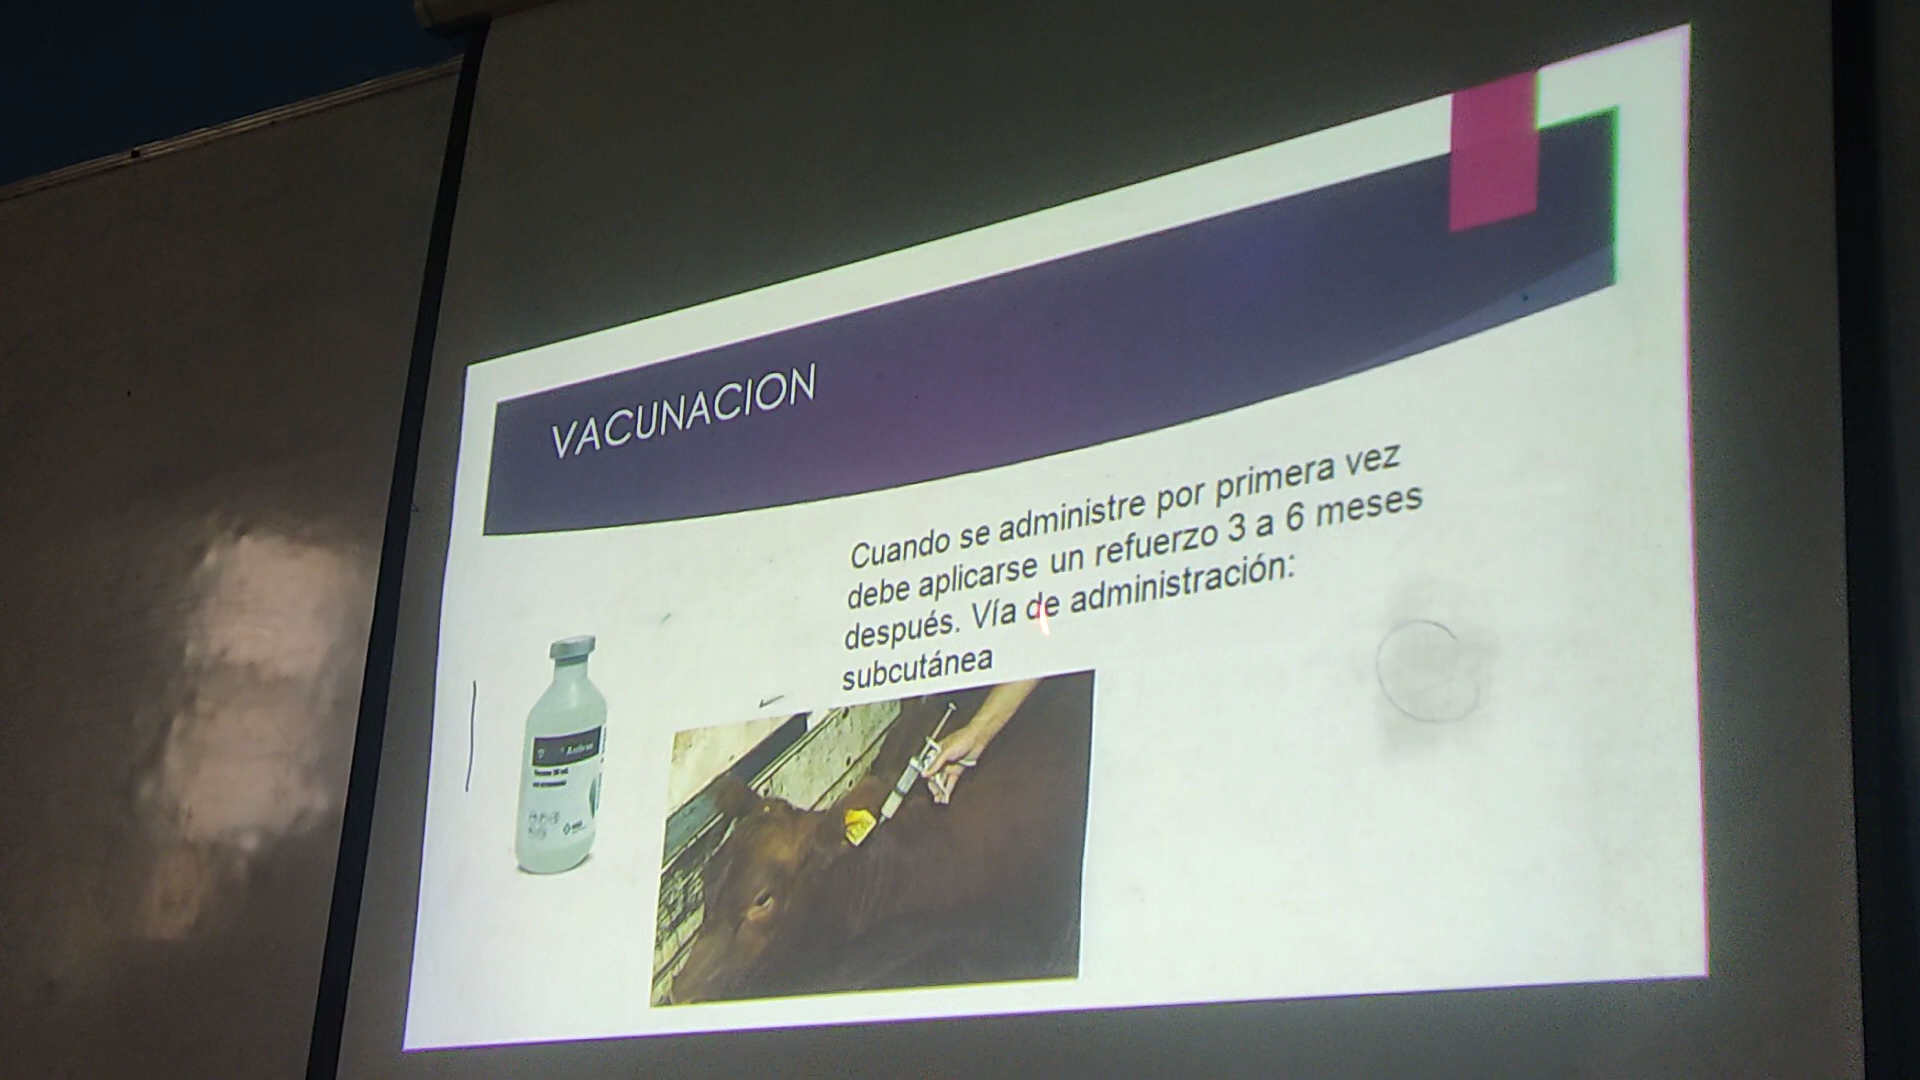 VACUNACION
Cuando se administre por primera vez
debe aplicarse un refuerzo 3 a 6 meses
después. Vía de administración:
subcutánea